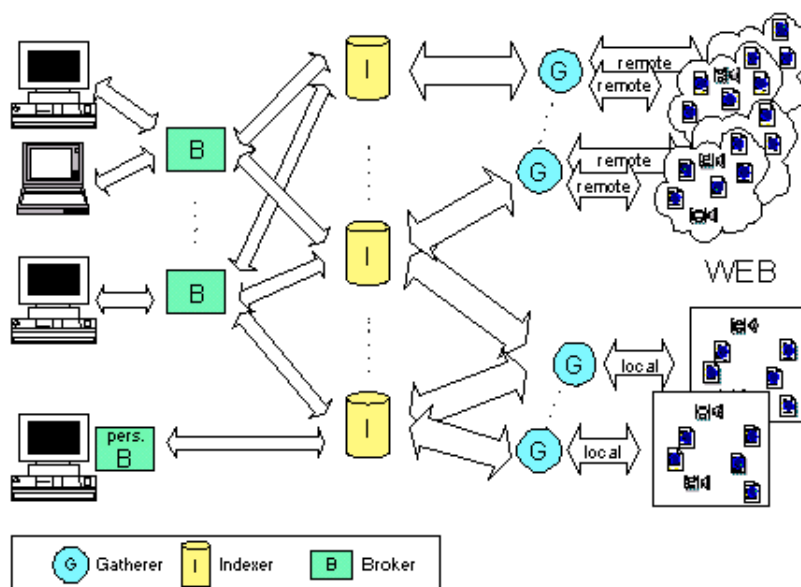 I
G
remote
remote
B
G
remote
remote
I
WEB
B
G
local
I
pers.
B
G
local
G Gatherer
I Indexer
B Broker